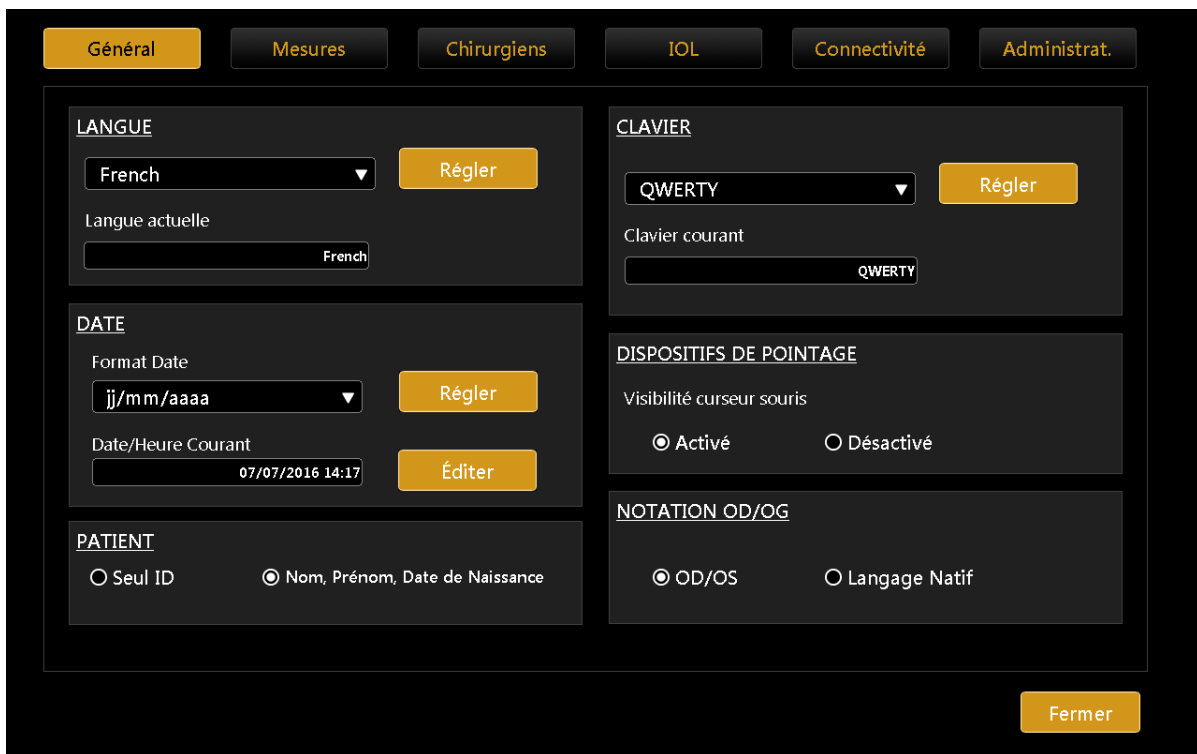 Général
Mesures
Chirurgiens
IOL
Connectivité
Administrat.
LANGUE
French
Régler
Langue actuelle
French
DATE
Format Date
jj/mm/aaaa
Régler
Date/Heure Courant
07/07/2016 14:17
Éditer
PATIENT
Seul ID
Nom, Prénom, Date de Naissance
CLAVIER
QWERTY
Régler
Clavier courant
QWERTY
DISPOSITIFS DE POINTAGE
Visibilité curseur souris
Activé
Désactivé
NOTATION OD/OG
OD/OS
Langage Natif
Fermer